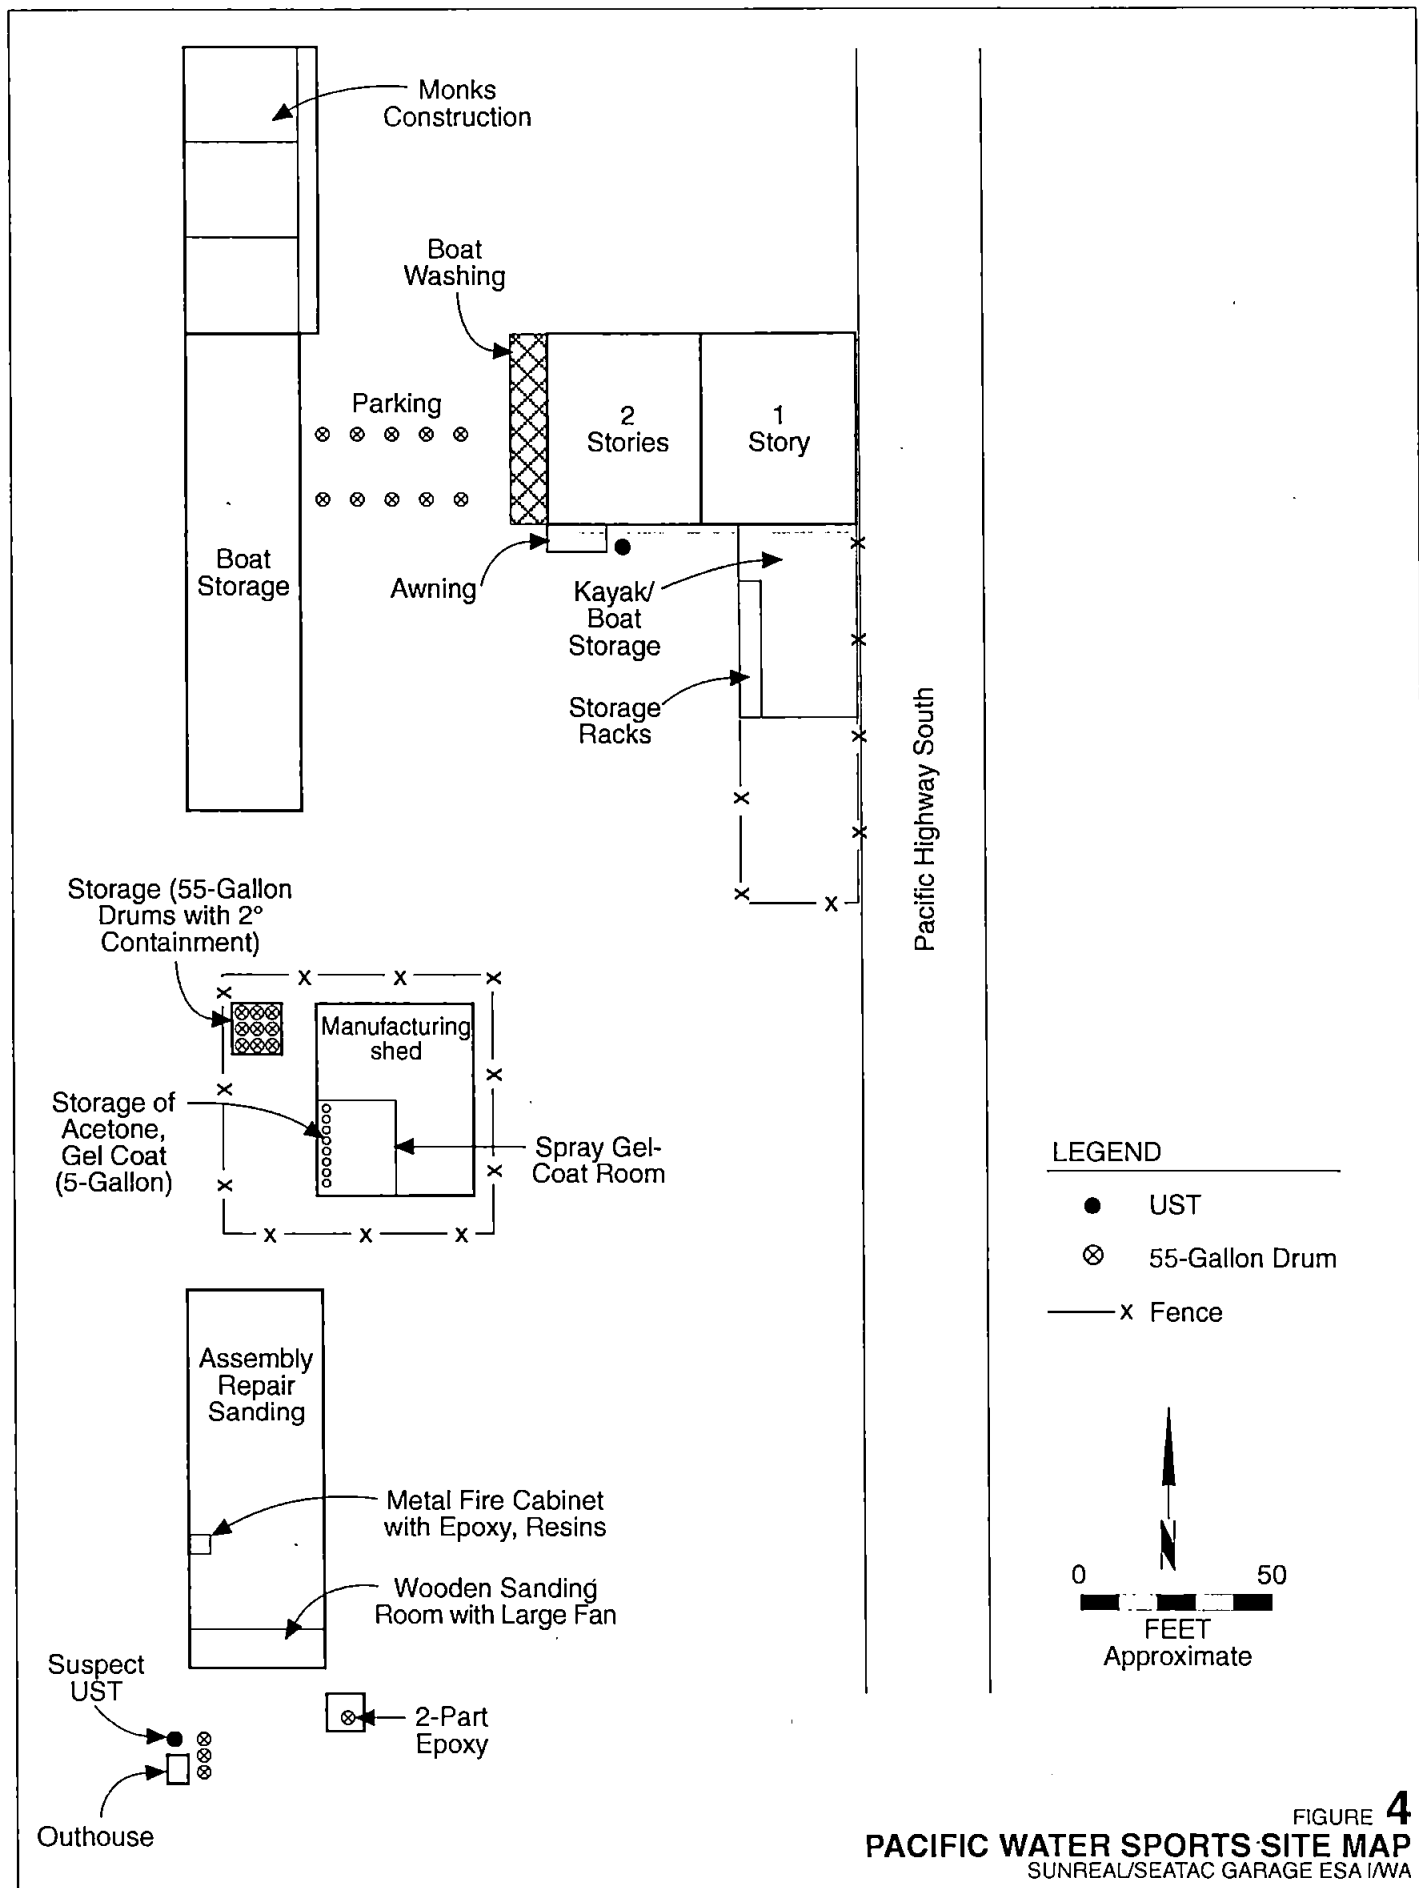 Monks
Construction
Boat
Washing
Parking
2
Stories
1
Story
Boat
Storage
Awning
Kayak/
Boat
Storage
Storage
Racks
Pacific Highway South
Storage (55-Gallon
Drums with 2°
Containment)
Manufacturing
shed
Storage of
Acetone,
Gel Coat
(5-Gallon)
Spray Gel-
Coat Room
LEGEND
UST
55-Gallon Drum
x Fence
Assembly
Repair
Sanding
Metal Fire Cabinet
with Epoxy, Resins
Wooden Sanding
Room with Large Fan
N
0 50
FEET
Approximate
Suspect
UST
2-Part
Epoxy
Outhouse
FIGURE 4
PACIFIC WATER SPORTS SITE MAP
SUNREAL/SEATAC GARAGE ESA I/WA